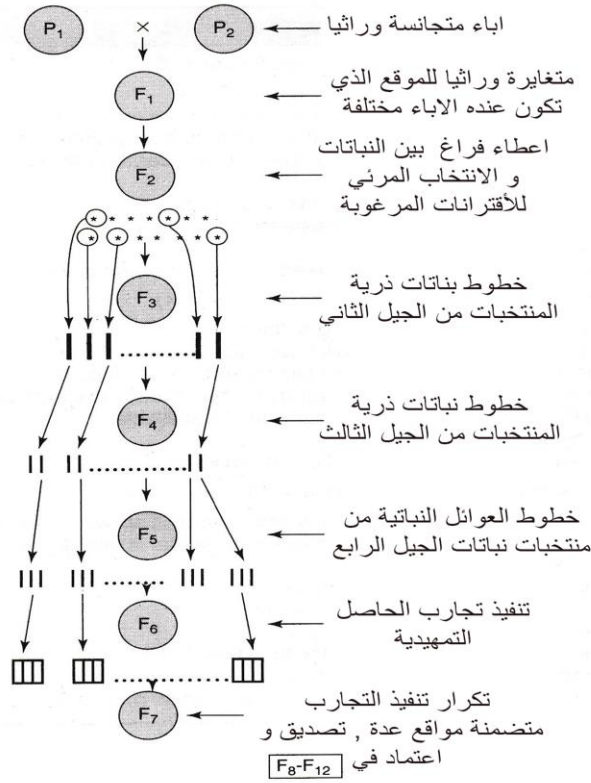 P1 × P2
اباء متجانسة وراثيا
F1
متغايرة وراثيا للموقع الذي
تكون عنده الاباء مختلفة
F2
اعطاء فراغ بين النباتات
و الانتخاب المرئي
للأقترانات المرغوبة
F3
خطوط بناتات ذرية
المنتخبات من الجيل الثاني
F4
خطوط نباتات ذرية
المنتخبات من الجيل الثالث
F5
خطوط العوائل النباتية من
منتخبات نباتات الجيل الرابع
F6
تنفيذ تجارب الحاصل
التمهيدية
F7
تكرار تنفيذ التجارب
متضمنة مواقع عدة , تصديق و
اعتماد في F8-F12